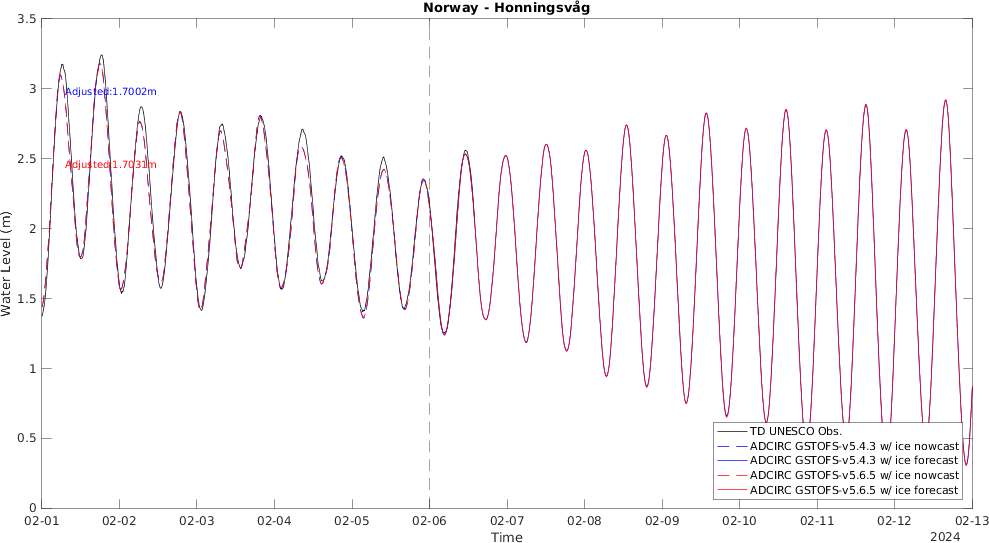 Norway - Honningsvåg
3.5
3
2.5
2
1.5
1
0.5
0
Water Level (m)
Adjusted:1.7002m
Adjusted:1.7031m
TD UNESCO Obs.
ADCIRC GSTOFS-v5.4.3 w/ ice nowcast
ADCIRC GSTOFS-v5.4.3 w/ ice forecast
ADCIRC GSTOFS-v5.6.5 w/ ice nowcast
ADCIRC GSTOFS-v5.6.5 w/ ice forecast
02-01 02-02 02-03 02-04 02-05 02-06 02-07 02-08 02-09 02-10 02-11 02-12 02-13
Time
2024